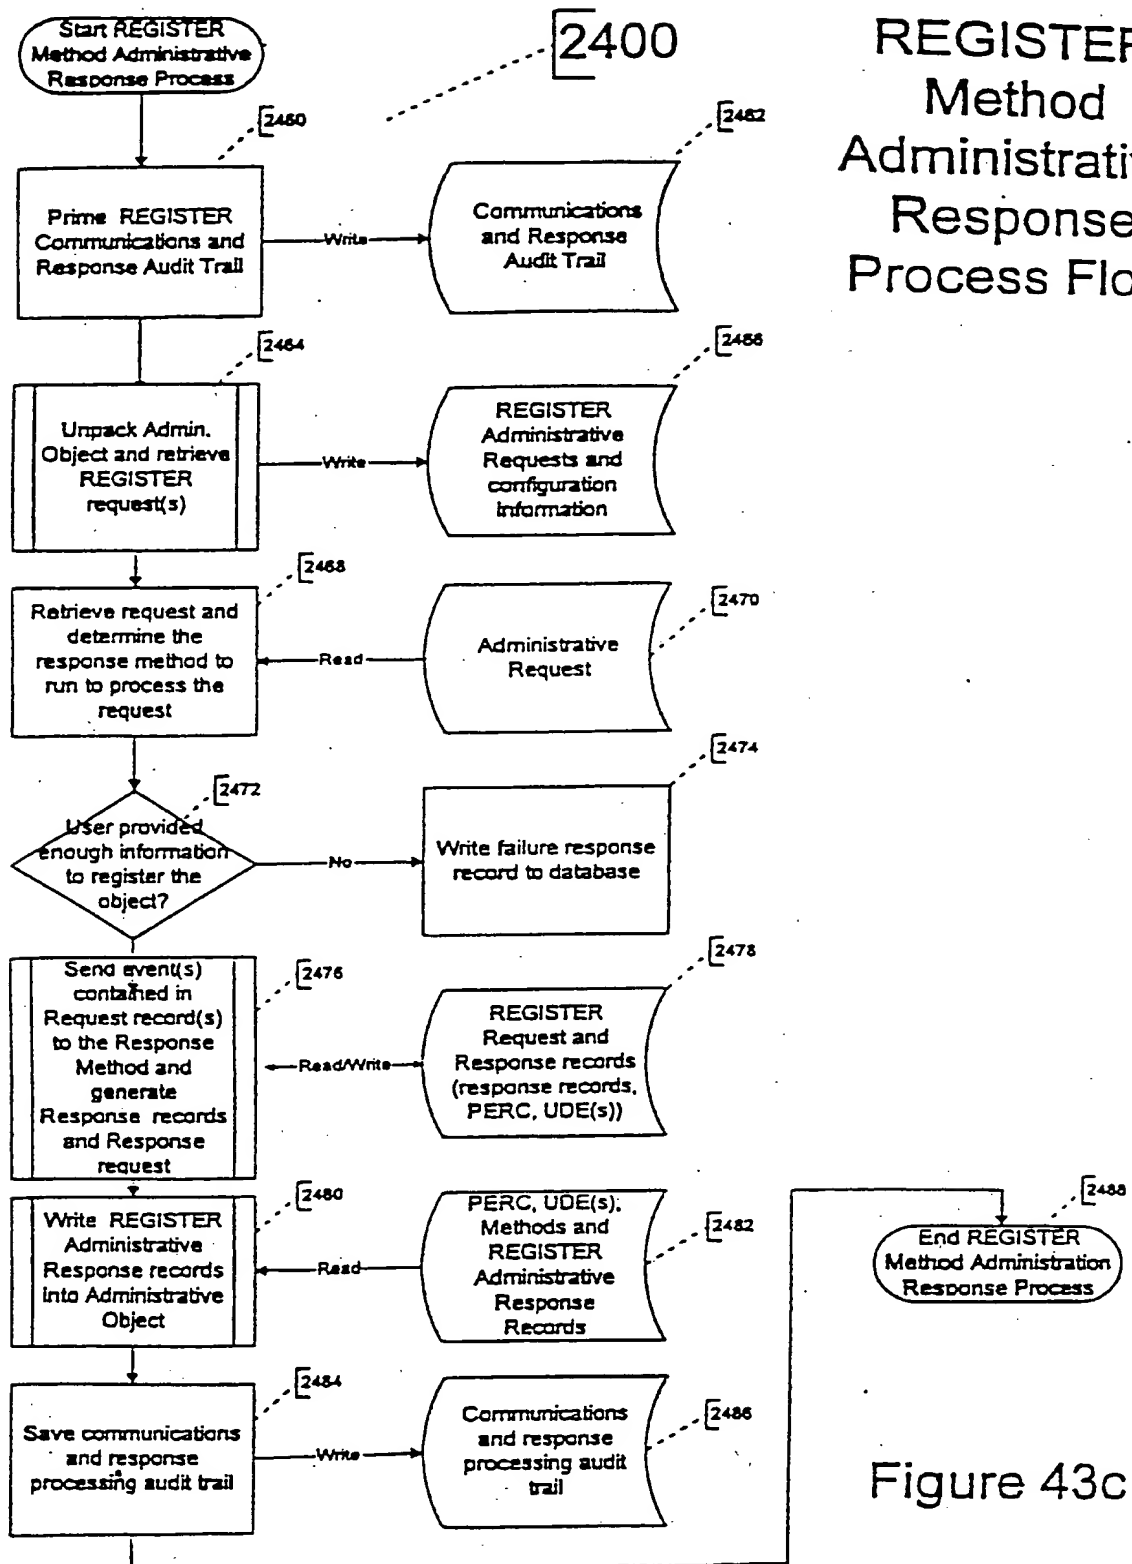 Start REGISTER
Method Administrative
Response Process
2400
REGISTER
Method
Administrativ
Response
Process Flo
2460
Prime REGISTER
Communications and
Response Audit Trail
Write
2462
Communications
and Response
Audit Trail
2464
Unpack Admin.
Object and retrieve
REGISTER
request(s)
Write
2466
REGISTER
Administrative
Requests and
configuration
information
2468
Retrieve request and
determine the
response method to
run to process the
request
Read
2470
Administrative
Request
2472
User provided
enough information
to register the
object?
No
2474
Write failure response
record to database
2476
Send event(s)
contained in
Request record(s)
to the Response
Method and
generate
Response records
and Response
request
Read/Write
2478
REGISTER
Request and
Response records
(response records,
PERC, UDE(s))
2480
Write REGISTER
Administrative
Response records
into Administrative
Object
Read
2482
PERC, UDE(s),
Methods and
REGISTER
Administrative
Response
Records
2484
Save communications
and response
processing audit trail
Write
2486
Communications
and response
processing audit
trail
2488
End REGISTER
Method Administration
Response Process
Figure 43c